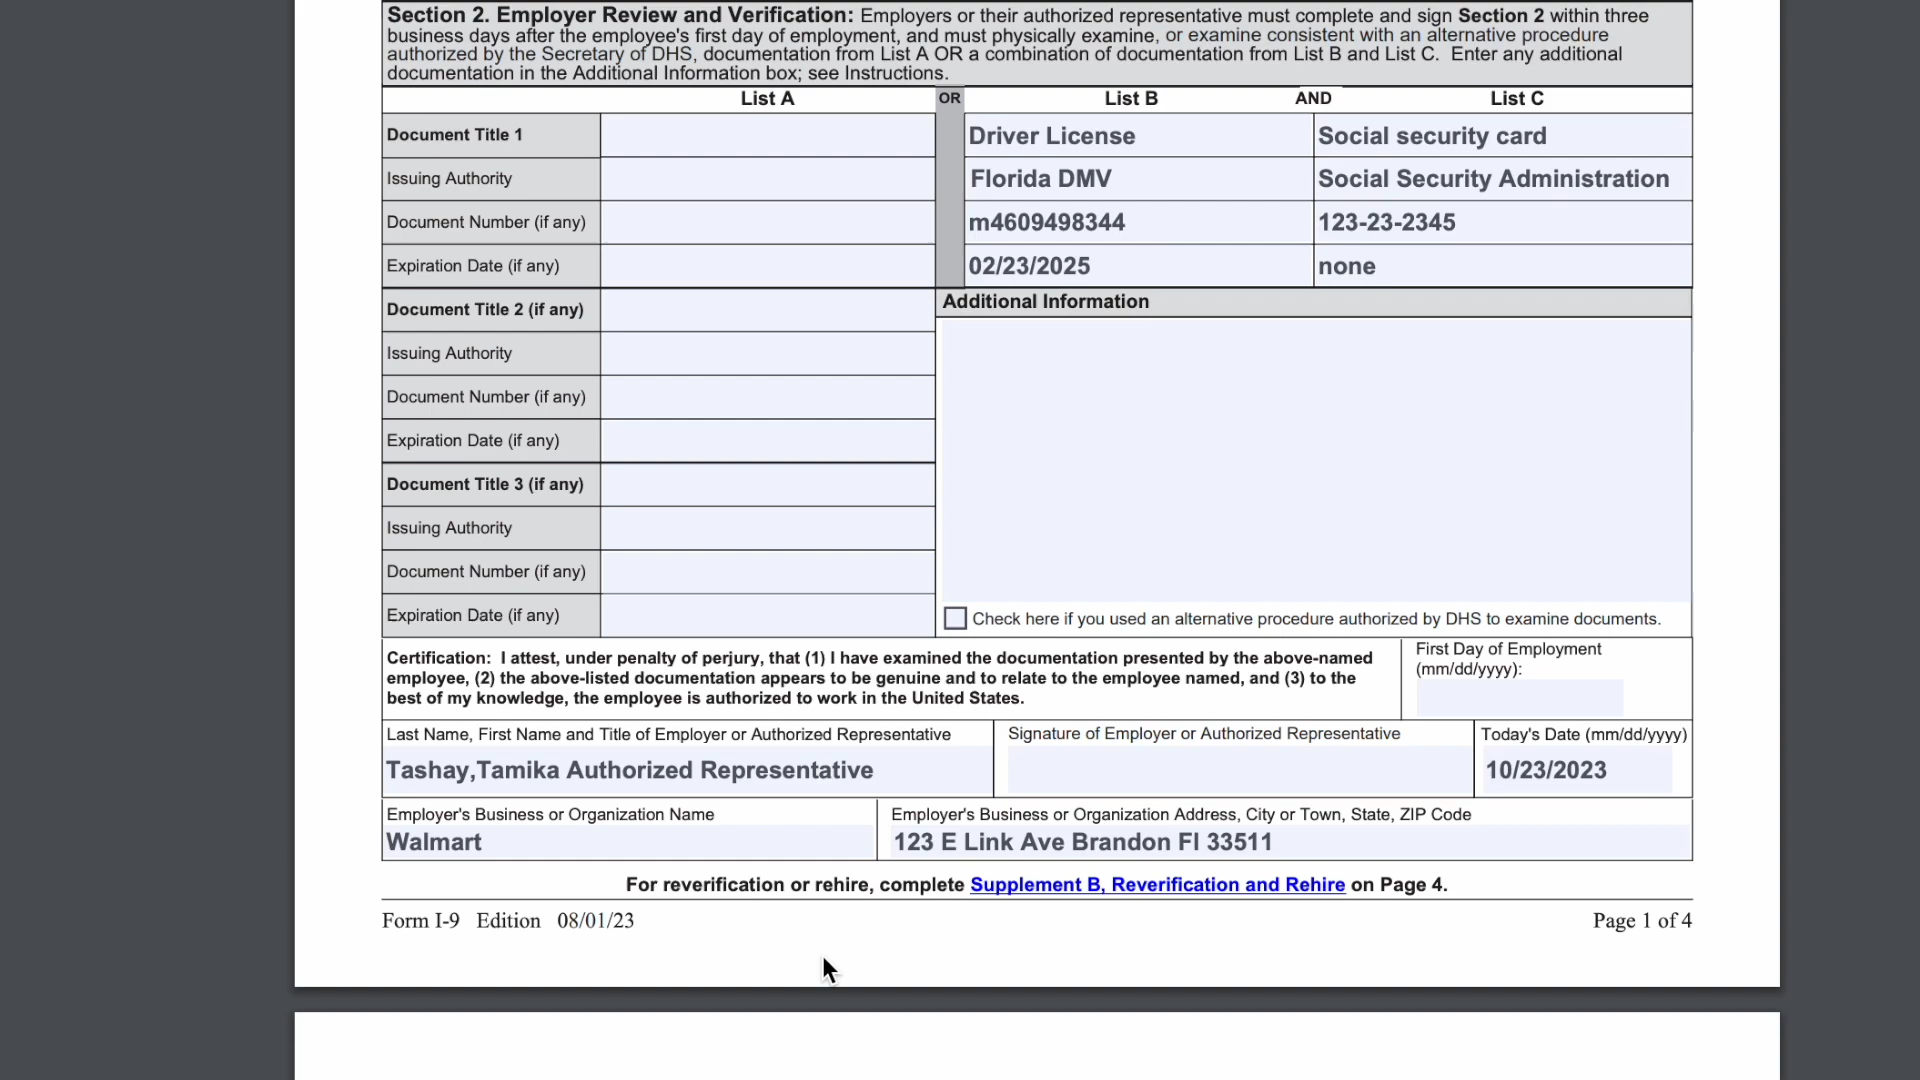 Section 2. Employer Review and Verification: Employers or their authorized representative must complete and sign Section 2 within three
business days after the employee's first day of employment, and must physically examine, or examine consistent with an alternative procedure
authorized by the Secretary of DHS, documentation from List A OR a combination of documentation from List B and List C. Enter any additional
documentation in the Additional Information box; see Instructions.
List A OR List B AND List C
Document Title 1 Driver License Social security card
Issuing Authority Florida DMV Social Security Administration
Document Number (if any) m4609498344 123-23-2345
Expiration Date (if any) 02/23/2025 none
Document Title 2 (if any) Additional Information
Issuing Authority
Document Number (if any)
Expiration Date (if any)
Document Title 3 (if any)
Issuing Authority
Document Number (if any)
Expiration Date (if any) Check here if you used an alternative procedure authorized by DHS to examine documents.
Certification: I attest, under penalty of perjury, that (1) I have examined the documentation presented by the above-named
employee, (2) the above-listed documentation appears to be genuine and to relate to the employee named, and (3) to the
best of my knowledge, the employee is authorized to work in the United States.
First Day of Employment
(mm/dd/yyyy):
Last Name, First Name and Title of Employer or Authorized Representative Signature of Employer or Authorized Representative Today's Date (mm/dd/yyyy)
Tashay,Tamika Authorized Representative 10/23/2023
Employer's Business or Organization Name Employer's Business or Organization Address, City or Town, State, ZIP Code
Walmart 123 E Link Ave Brandon Fl 33511
For reverification or rehire, complete Supplement B, Reverification and Rehire on Page 4.
Form I-9 Edition 08/01/23 Page 1 of 4